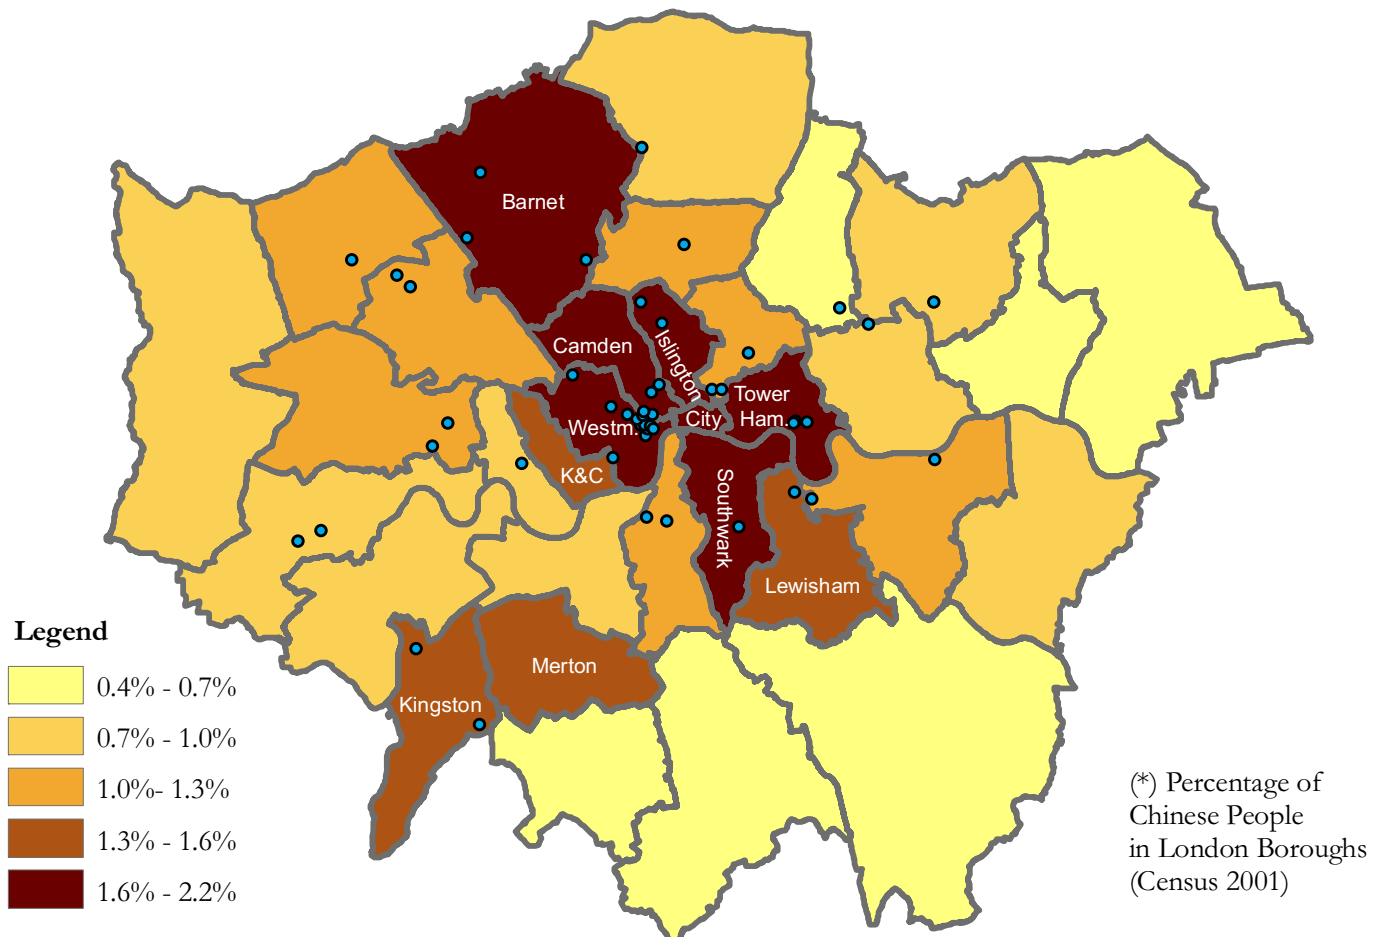 Barnet
Camden
Islington
Tower
Ham.
City
Westm.
K&C
Southwark
Lewisham
Merton
Kingston
Legend
0.4% - 0.7%
0.7% - 1.0%
1.0%- 1.3%
1.3% - 1.6%
1.6% - 2.2%
(*) Percentage of
Chinese People
in London Boroughs
(Census 2001)